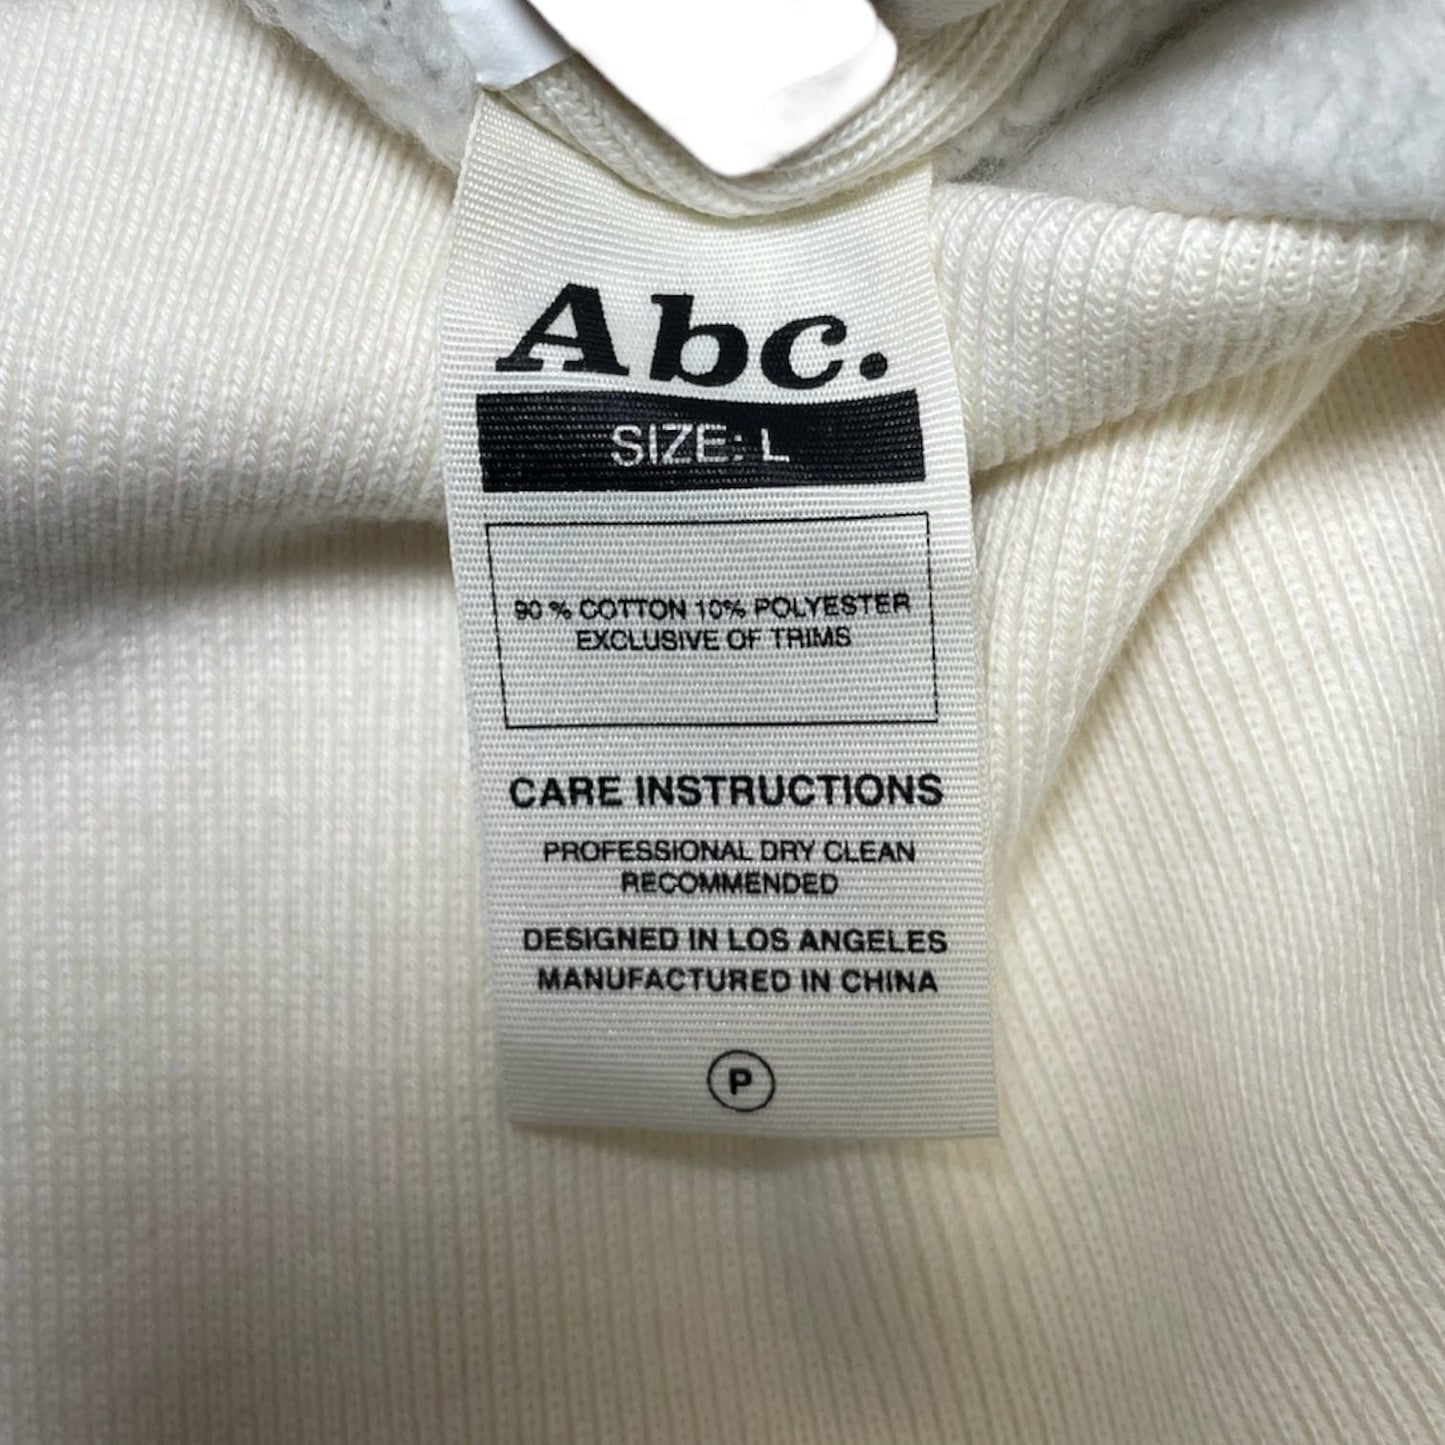 Abc.
SIZE: L
90 % COTTON 10% POLYESTER
EXCLUSIVE OF TRIMS
CARE INSTRUCTIONS
PROFESSIONAL DRY CLEAN
RECOMMENDED
DESIGNED IN LOS ANGELES
MANUFACTURED IN CHINA
P